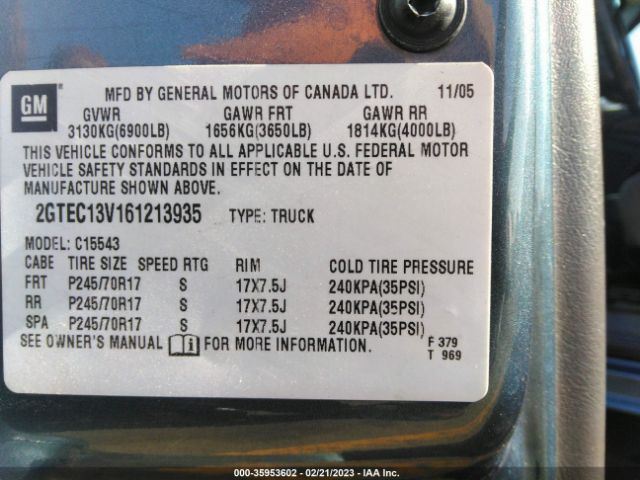 GM
MFD BY GENERAL MOTORS OF CANADA LTD. 11/05
GVWR GAWR FRT GAWR RR
3130KG(6900LB) 1656KG(3650LB) 1814KG(4000LB)
THIS VEHICLE CONFORMS TO ALL APPLICABLE U.S. FEDERAL MOTOR
VEHICLE SAFETY STANDARDS IN EFFECT ON THE DATE OF
MANUFACTURE SHOWN ABOVE.
2GTEC13V161213935 TYPE: TRUCK
MODEL: C15543
CABE TIRE SIZE SPEED RTG RIM COLD TIRE PRESSURE
FRT P245/70R17 S 17X7.5J 240KPA(35PSI)
RR P245/70R17 S 17X7.5J 240KPA(35PSI)
SPA P245/70R17 S 17X7.5J 240KPA(35PSI)
SEE OWNER'S MANUAL i FOR MORE INFORMATION.
F 379
T 969
000-35953602 - 02/21/2023 - IAA Inc.